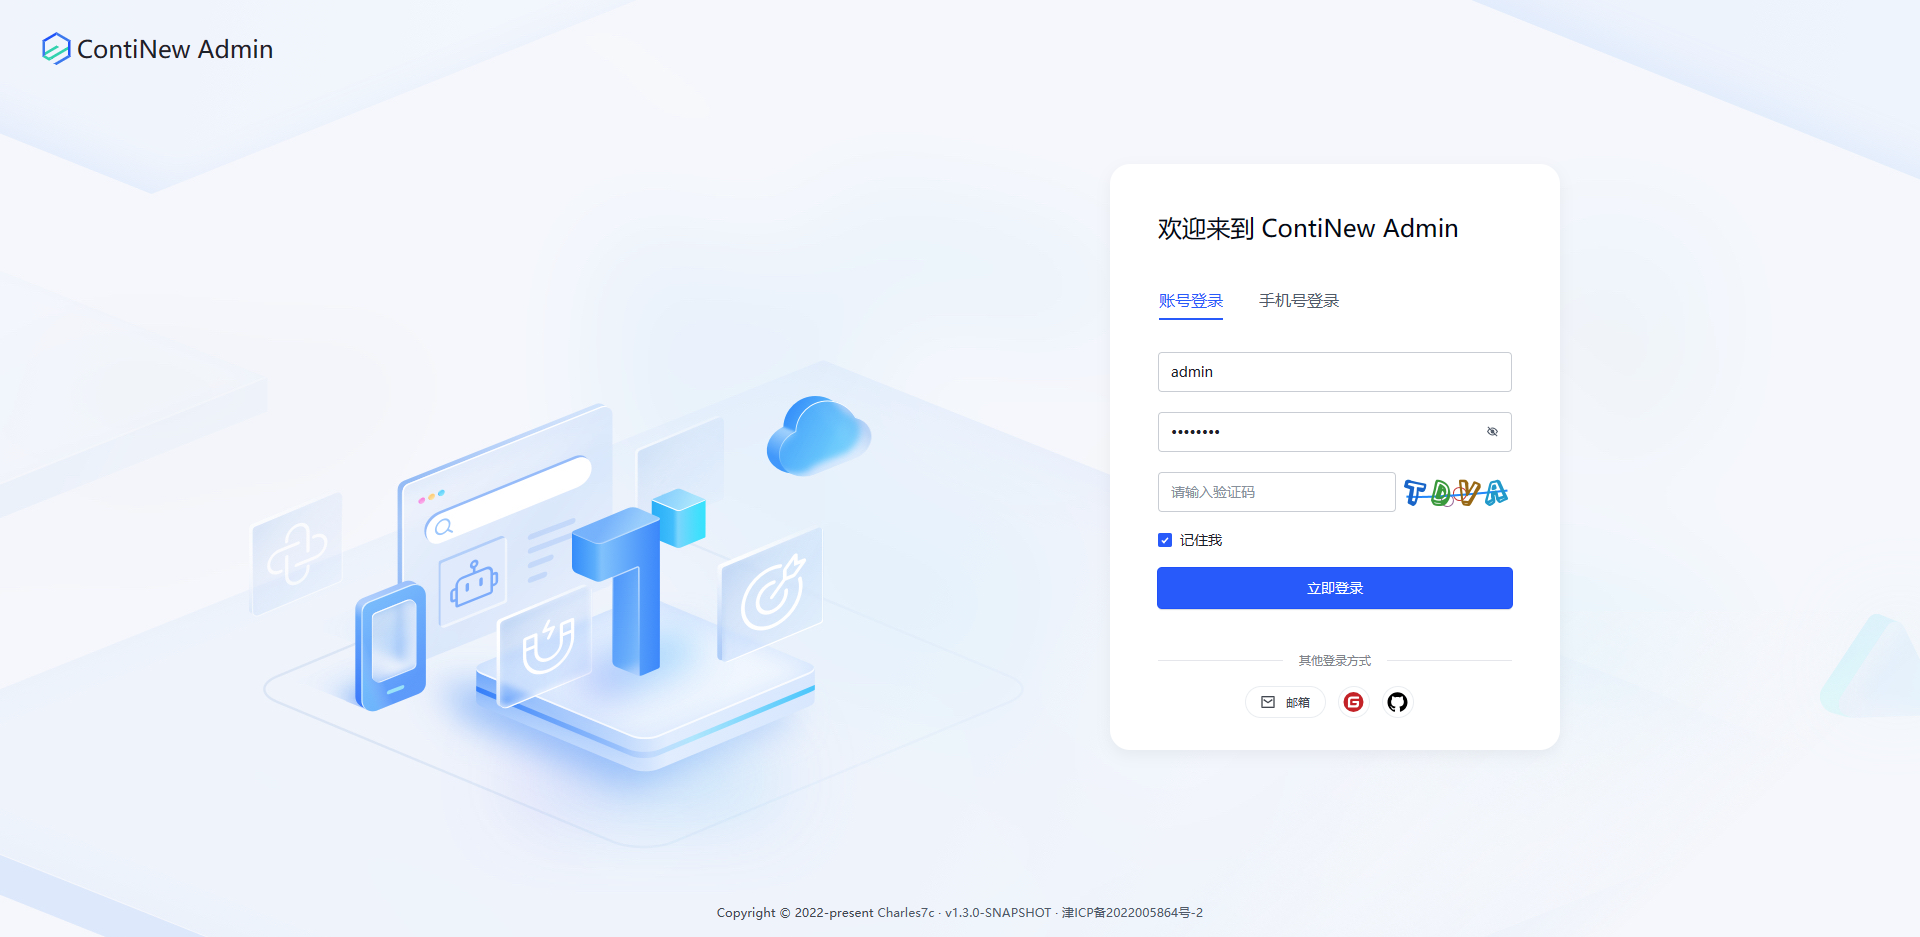 ContiNew Admin
欢迎来到 ContiNew Admin
账号登录 手机号登录
admin
••••••••
请输入验证码 TDVA
记住我
立即登录
其他登录方式
邮箱
Copyright © 2022-present Charles7c · v1.3.0-SNAPSHOT · 津ICP备2022005864号-2